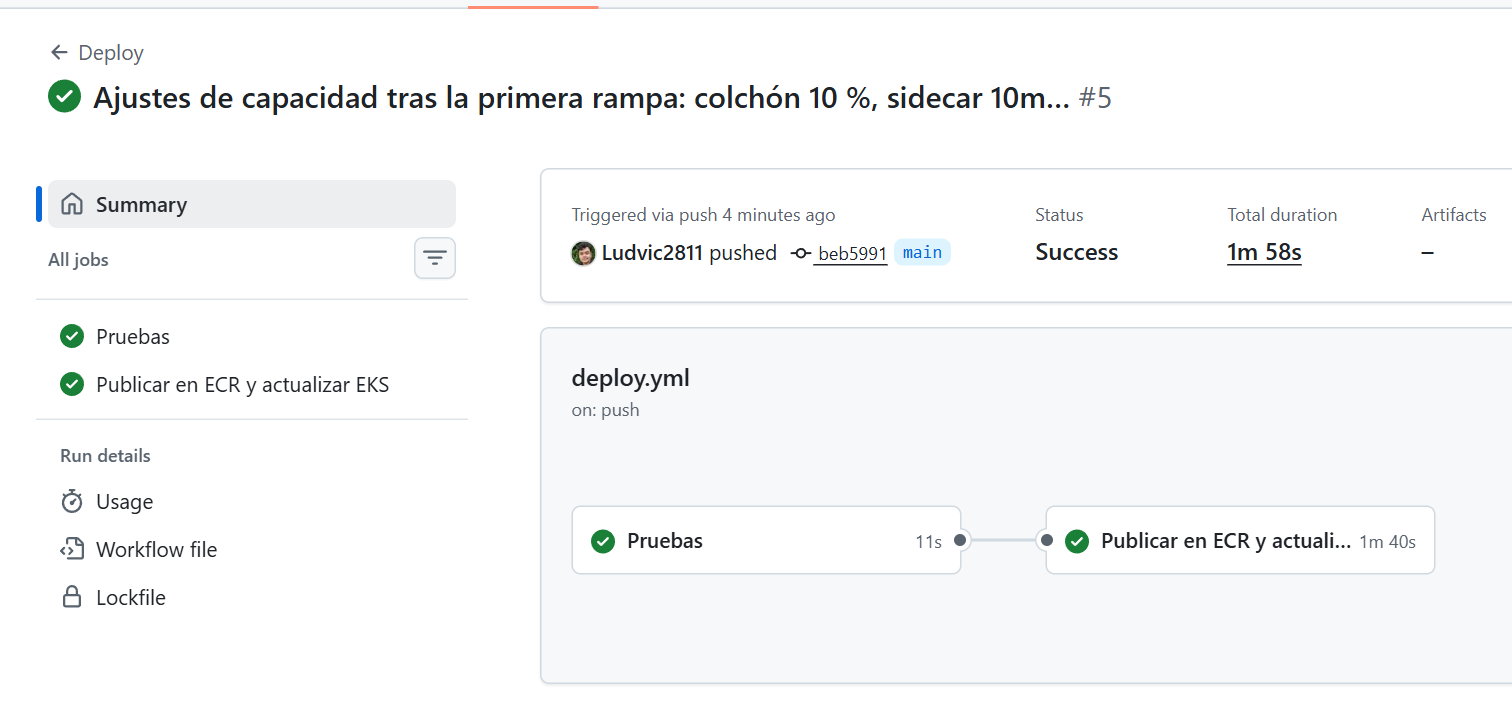 Deploy
Ajustes de capacidad tras la primera rampa: colchón 10 %, sidecar 10m... #5
Summary
All jobs
Pruebas
Publicar en ECR y actualizar EKS
Run details
Usage
Workflow file
Lockfile
Triggered via push 4 minutes ago
Ludvic2811 pushed beb5991 main
Status
Success
Total duration
1m 58s
Artifacts
–
deploy.yml
on: push
Pruebas 11s
Publicar en ECR y actuali... 1m 40s